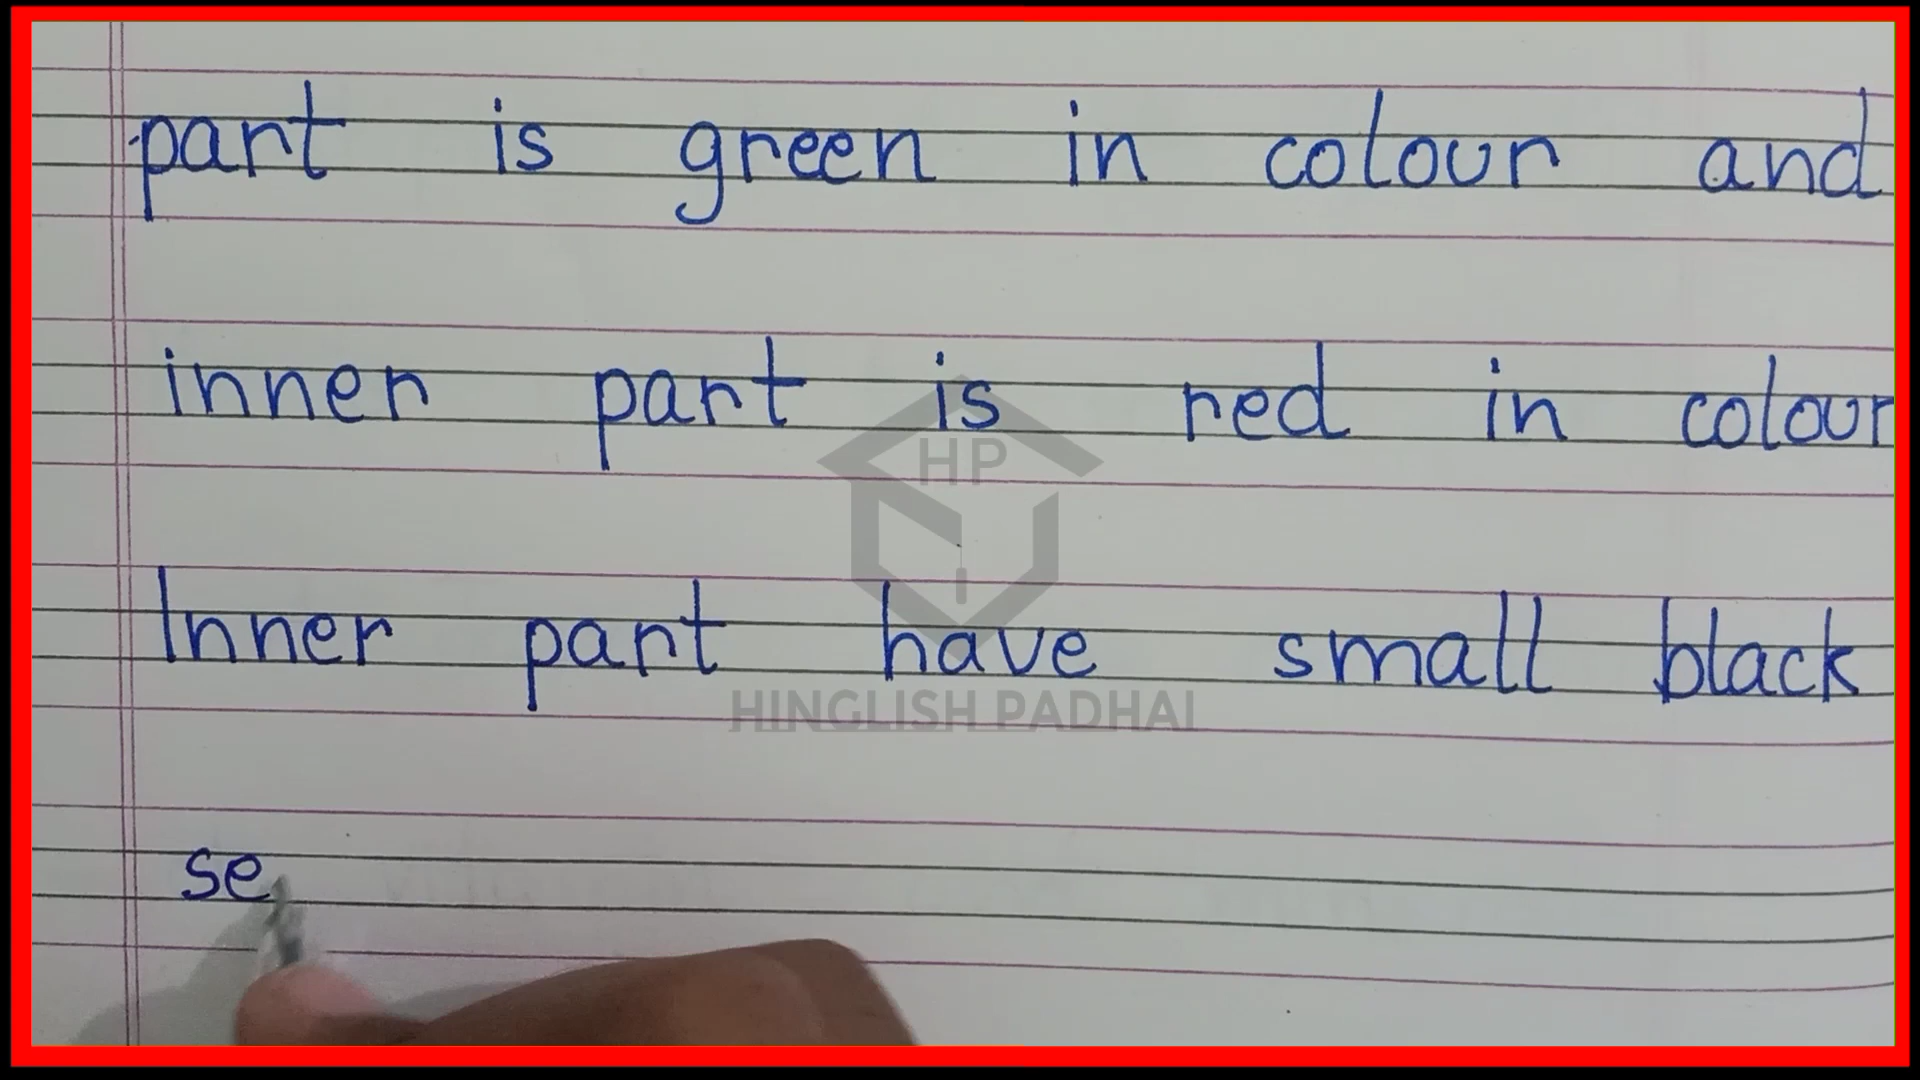 part is green in colour and
inner part is red in colour
HP
Inner part have small black
HINGLISH PADHAI
se